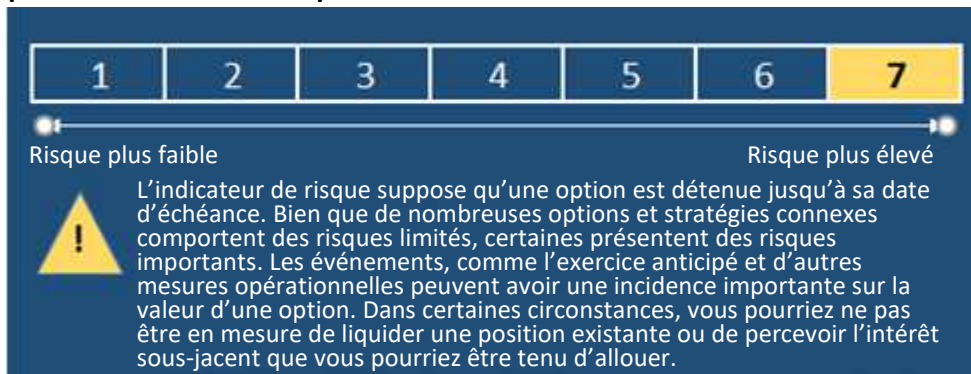 1 2 3 4 5 6 7
Risque plus faible Risque plus élevé
L’indicateur de risque suppose qu’une option est détenue jusqu’à sa date
d’échéance. Bien que de nombreuses options et stratégies connexes
comportent des risques limités, certaines présentent des risques
importants. Les événements, comme l’exercice anticipé et d’autres
mesures opérationnelles peuvent avoir une incidence importante sur la
valeur d’une option. Dans certaines circonstances, vous pourriez ne pas
être en mesure de liquider une position existante ou de percevoir l’intérêt
sous-jacent que vous pourriez être tenu d’allouer.